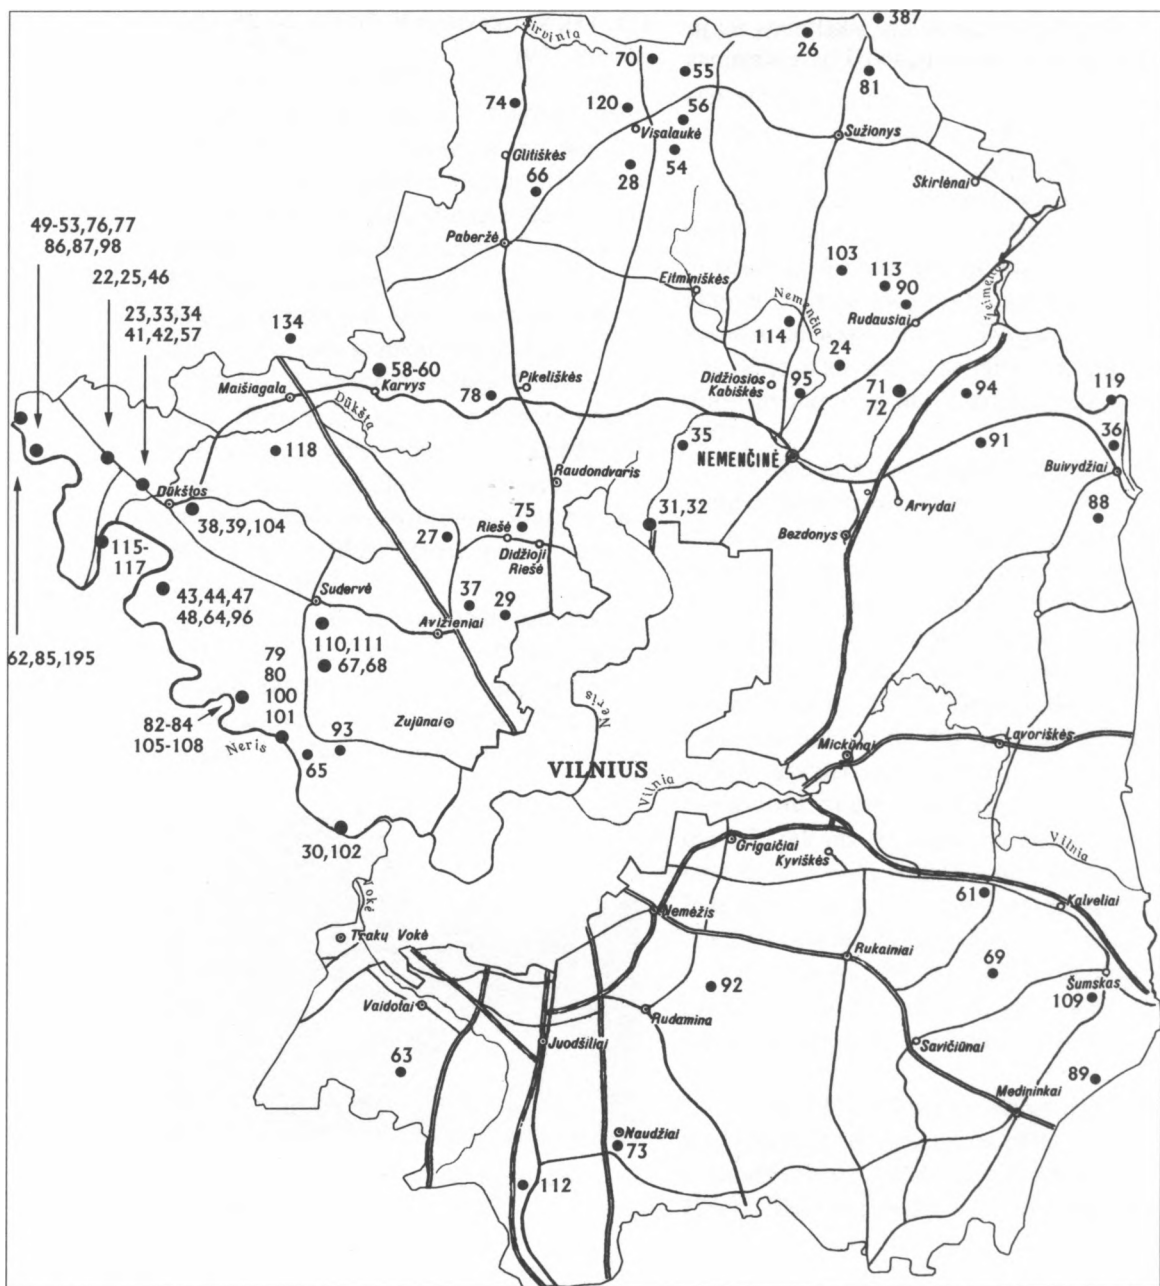 387
Širvinta
26
70
55
81
74
120
56
Visalaukė
Sužionys
Glitiškės
54
28
Skirlėnai
66
49-53,76,77
86,87,98
Paberžė
22,25,46
103
Eitminiškės
113
90
Nemenčia
23,33,34
41,42,57
134
114
Rudausiai
58-60
24
Maišiagala
Karvys
Pikeliškės
Didžiosios
Kabiškės
95
71
72
94
119
78
Dūkšta
118
35
91
36
NEMENČINĖ
Buivydžiai
Raudondvaris
Dūkštos
Arvydai
88
38,39,104
27
75
31,32
Riešė
Bezdonys
Didžioji
Riešė
115-
117
43,44,47
48,64,96
Sudervė
37
29
Avižieniai
62,85,195
110,111
67,68
79
80
100
101
82-84
105-108
Neris
Neris
93
Zujūnai
65
Mickūnai
Lavoriškės
VILNIUS
Vilnia
30,102
Grigaičiai
Kyviškės
Vilnia
Vokė
61
Kalveliai
Nemėžis
Trakų Vokė
Rukainiai
69
Šumskas
92
109
Vaidotai
Rudamina
Juodšiliai
Savičiūnai
63
89
Medininkai
Naudžiai
73
112